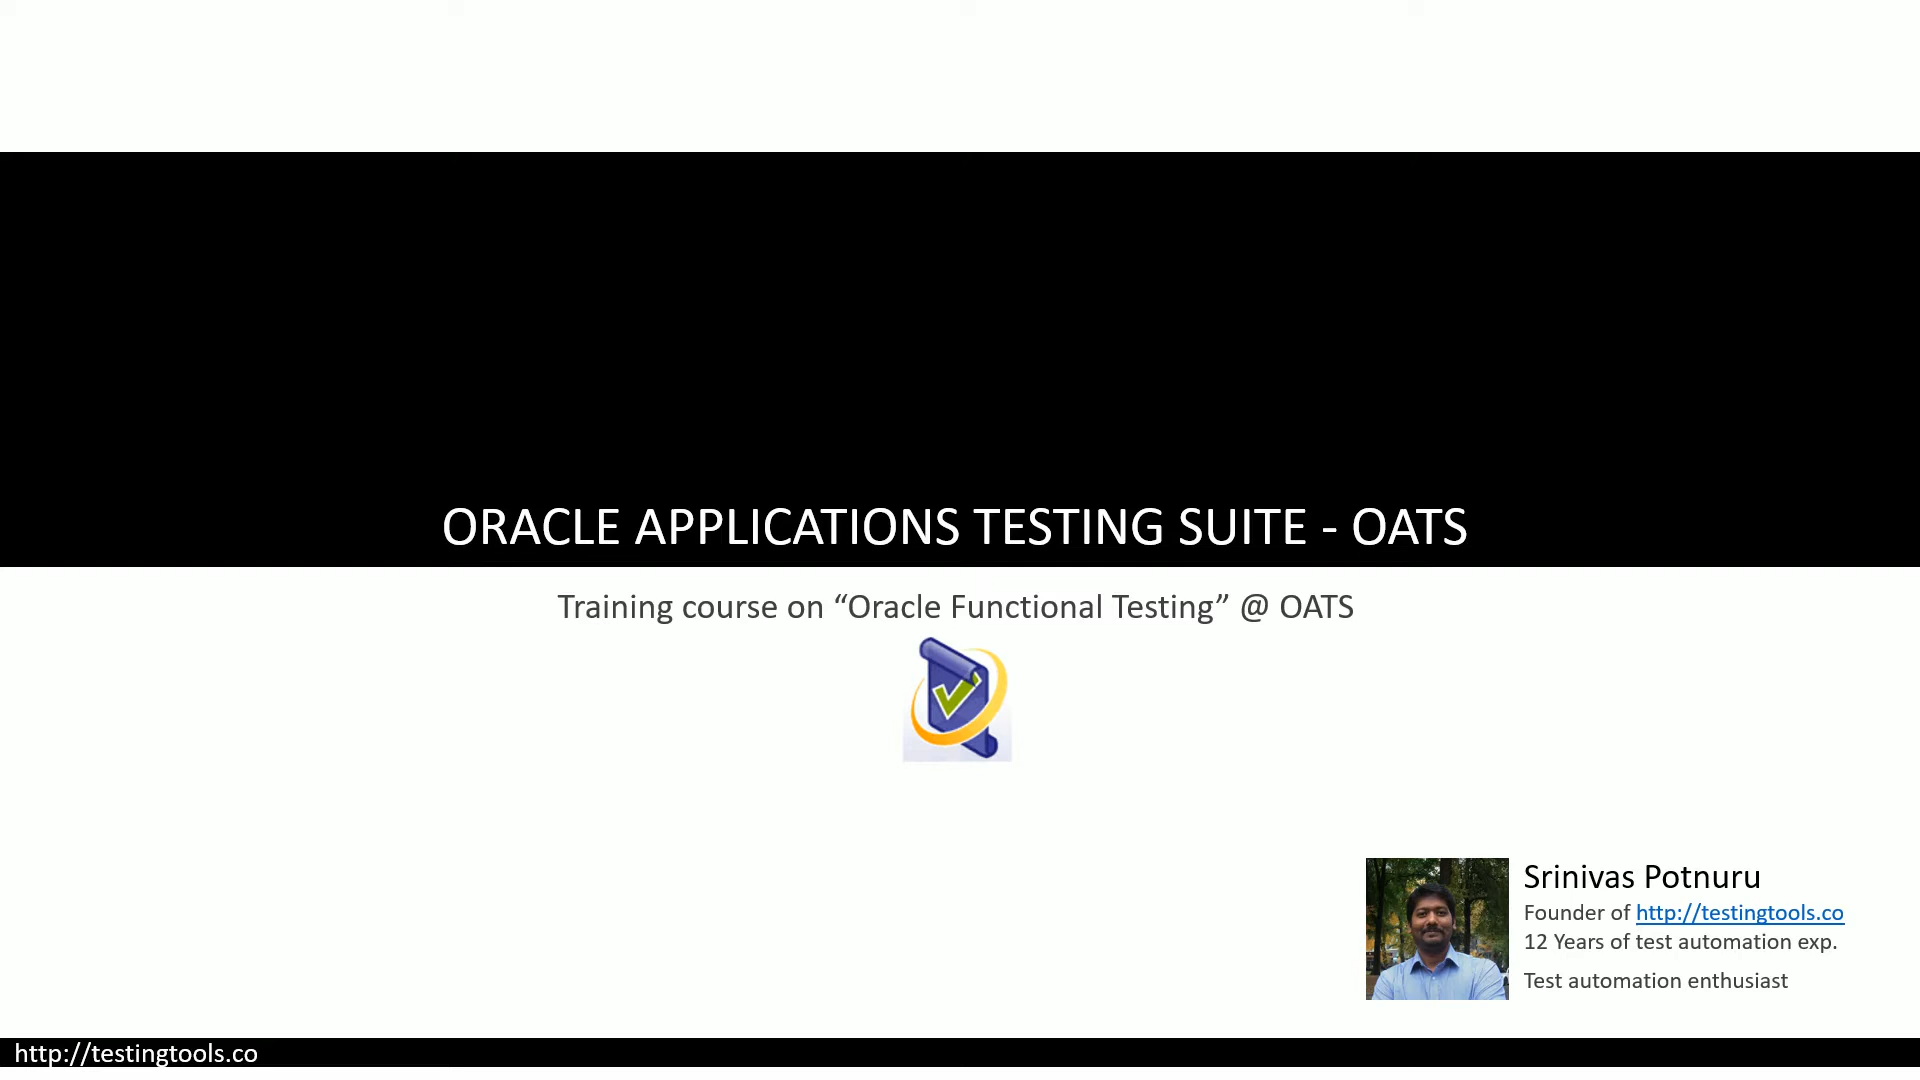 ORACLE APPLICATIONS TESTING SUITE - OATS
Training course on “Oracle Functional Testing” @ OATS
Srinivas Potnuru
Founder of http://testingtools.co
12 Years of test automation exp.
Test automation enthusiast
http://testingtools.co